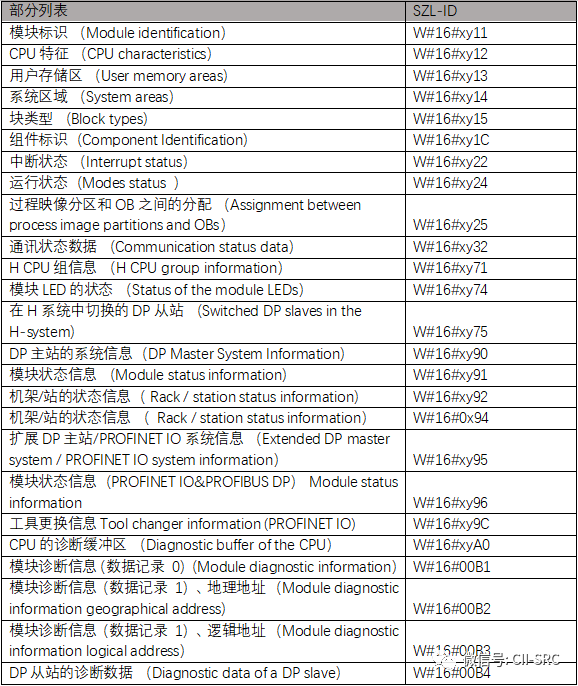 部分列表 SZL-ID
模块标识 （Module identification） W#16#xy11
CPU 特征 （CPU characteristics） W#16#xy12
用户存储区 （User memory areas） W#16#xy13
系统区域 （System areas） W#16#xy14
块类型 （Block types） W#16#xy15
组件标识（Component Identification） W#16#xy1C
中断状态 （Interrupt status） W#16#xy22
运行状态 （Modes status ） W#16#xy24
过程映像分区和 OB 之间的分配 （Assignment between
process image partitions and OBs） W#16#xy25
通讯状态数据 （Communication status data） W#16#xy32
H CPU 组信息 （H CPU group information） W#16#xy71
模块 LED 的状态 （Status of the module LEDs） W#16#xy74
在 H 系统中切换的 DP 从站 （Switched DP slaves in the
H-system） W#16#xy75
DP 主站的系统信息（DP Master System Information） W#16#xy90
模块状态信息 （Module status information） W#16#xy91
机架/站的状态信息（ Rack / station status information） W#16#xy92
机架/站的状态信息（ Rack / station status information） W#16#0x94
扩展 DP 主站/PROFINET IO 系统信息 （Extended DP master
system / PROFINET IO system information） W#16#xy95
模块状态信息（PROFINET IO&PROFIBUS DP） Module status
information W#16#xy96
工具更换信息 Tool changer information (PROFINET IO) W#16#xy9C
CPU 的诊断缓冲区 （Diagnostic buffer of the CPU） W#16#xyA0
模块诊断信息（数据记录 0）（Module diagnostic information） W#16#00B1
模块诊断信息（数据记录 1）、地理地址 （Module diagnostic
information geographical address） W#16#00B2
模块诊断信息（数据记录 1）、逻辑地址 （Module diagnostic
information logical address） W#16#00B3
DP 从站的诊断数据 （Diagnostic data of a DP slave） W#16#00B4
微信号: CII-SRC